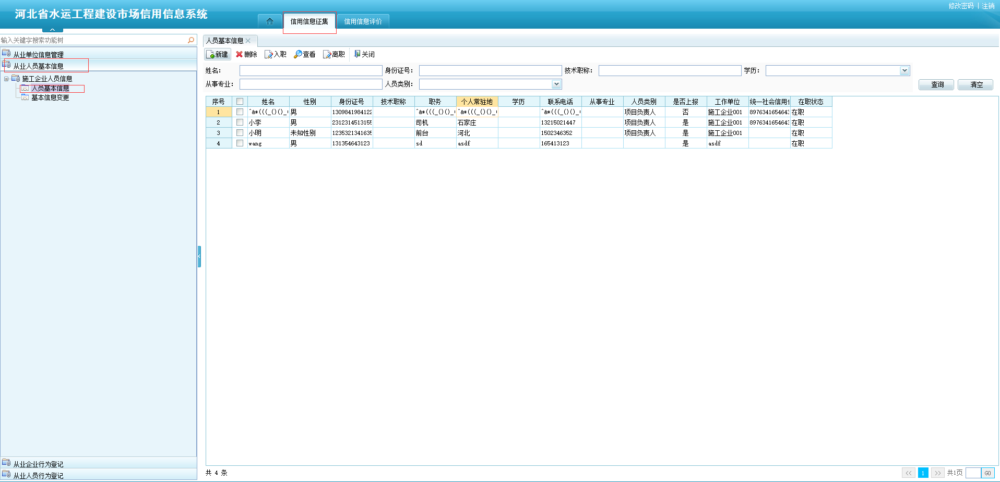 河北省水运工程建设市场信用信息系统
修改密码 | 注销
信用信息征集 信用信息评价
输入关键字搜索功能树
从业单位信息管理
从业人员基本信息
施工企业人员信息
人员基本信息
基本信息变更
从业企业行为登记
从业人员行为登记
人员基本信息
新建 删除 入职 查看 离职 关闭
姓名： 身份证号： 技术职称： 学历：
从事专业： 人员类别： 查询 清空
序号 姓名 性别 身份证号 技术职称 职务 个人常驻地 学历 联系电话 从事专业 人员类别 是否上报 工作单位 统一社会信用 在职状态
1 ^&*(((_()()_ 男 1309841984122 ^&*(((_()()_ ^&*(((_()()_ ^&*(((_()()_ 项目负责人 否 施工企业001 8976341654643 在职
2 小李 男 2312314513155 司机 石家庄 13215021447 项目负责人 是 施工企业001 8976341654643 在职
3 小明 未知性别 1235321341635 前台 河北 1502346352 项目负责人 是 施工企业001 在职
4 wang 男 131354643123 sd asdf 165413123 是 asdf 在职
共 4 条
<< 1 >> 共1页 GO